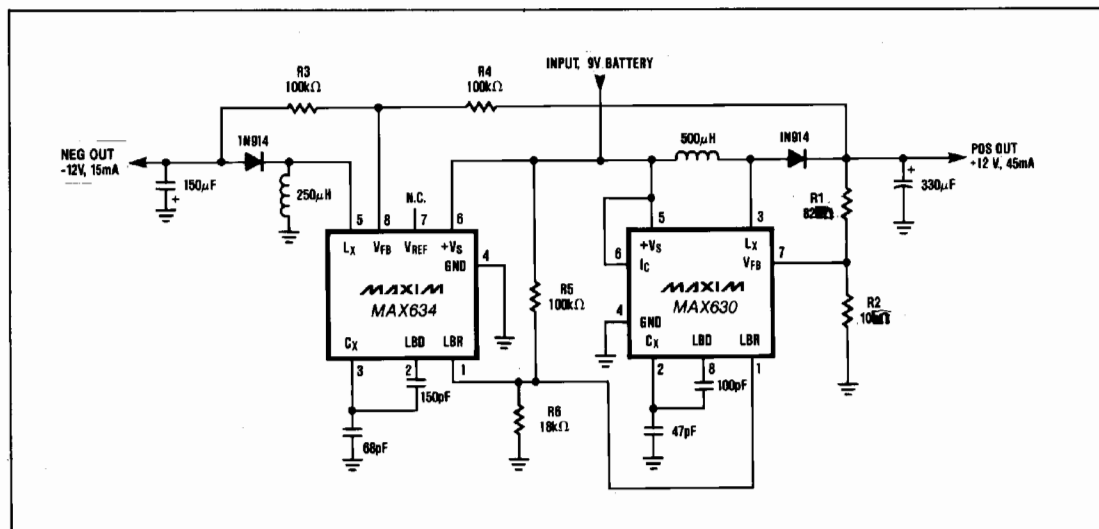 R3
100kΩ
R4
100kΩ
INPUT, 9V BATTERY
NEG OUT
-12V, 15mA
1N914
150µF
+
250µH
500µH
1N914
POS OUT
+12 V, 45mA
+
330µF
R1
N.C.
5
8
7
6
LX
VFB
VREF
+VS
GND
4
MAXIM
MAX634
CX
LBD
LBR
3
2
1
150pF
68pF
R5
100kΩ
R6
18kΩ
5
3
+VS
LX
6
IC
VFB
7
MAXIM
MAX630
4
GND
CX
LBD
LBR
2
8
1
100pF
47pF
R2